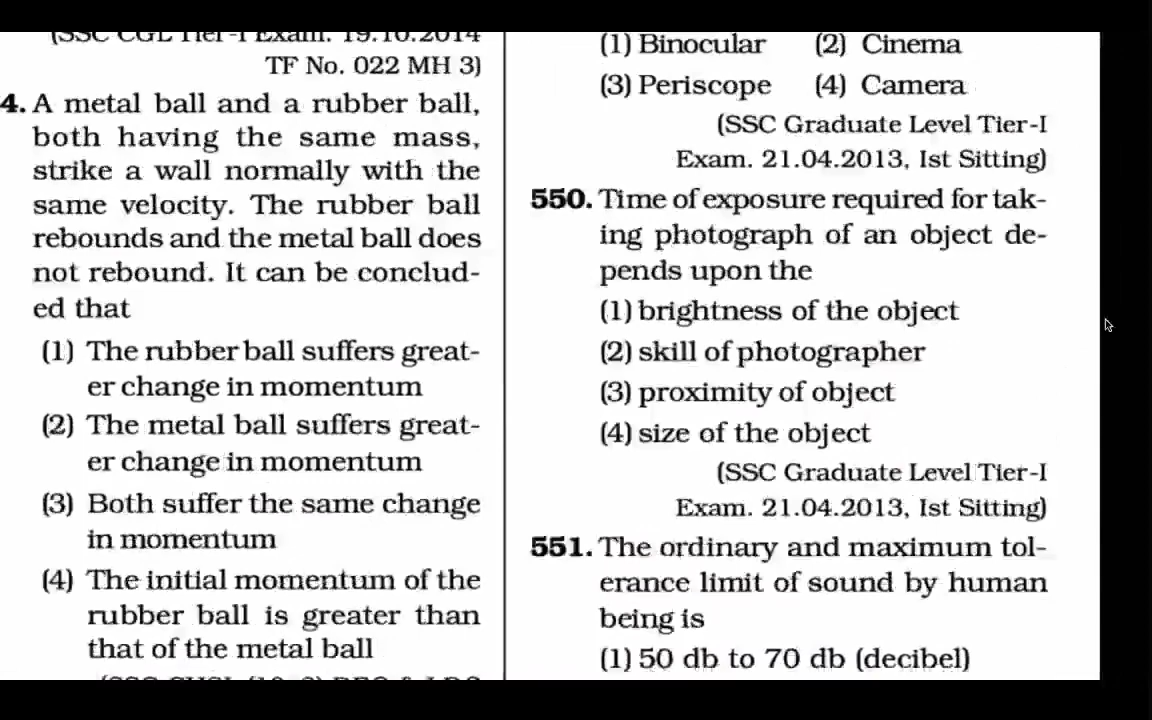 (SSC CGL Tier-I Exam. 19.10.2014
TF No. 022 MH 3)
4. A metal ball and a rubber ball,
both having the same mass,
strike a wall normally with the
same velocity. The rubber ball
rebounds and the metal ball does
not rebound. It can be conclud-
ed that
(1) The rubber ball suffers great-
er change in momentum
(2) The metal ball suffers great-
er change in momentum
(3) Both suffer the same change
in momentum
(4) The initial momentum of the
rubber ball is greater than
that of the metal ball
(1) Binocular (2) Cinema
(3) Periscope (4) Camera
(SSC Graduate Level Tier-I
Exam. 21.04.2013, Ist Sitting)
550. Time of exposure required for tak-
ing photograph of an object de-
pends upon the
(1) brightness of the object
(2) skill of photographer
(3) proximity of object
(4) size of the object
(SSC Graduate Level Tier-I
Exam. 21.04.2013, Ist Sitting)
551. The ordinary and maximum tol-
erance limit of sound by human
being is
(1) 50 db to 70 db (decibel)